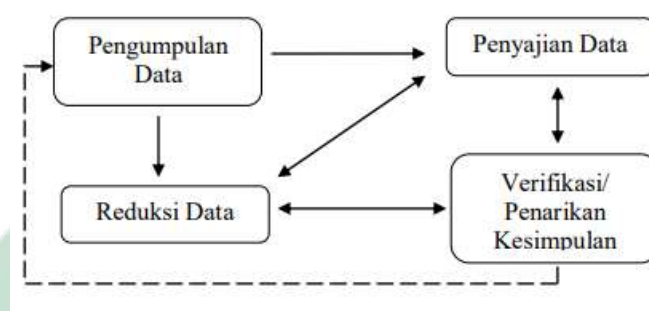 Pengumpulan
Data
Penyajian Data
Reduksi Data
Verifikasi/
Penarikan
Kesimpulan